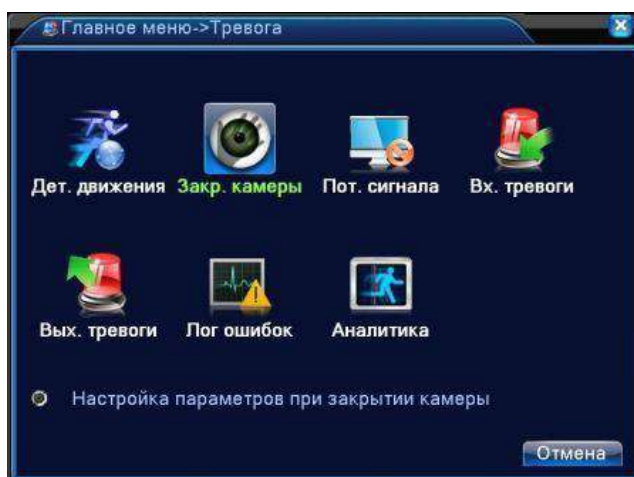 Главное меню->Тревога
Дет. движения Закр. камеры Пот. сигнала Вх. тревоги
Вых. тревоги Лог ошибок Аналитика
Настройка параметров при закрытии камеры
Отмена